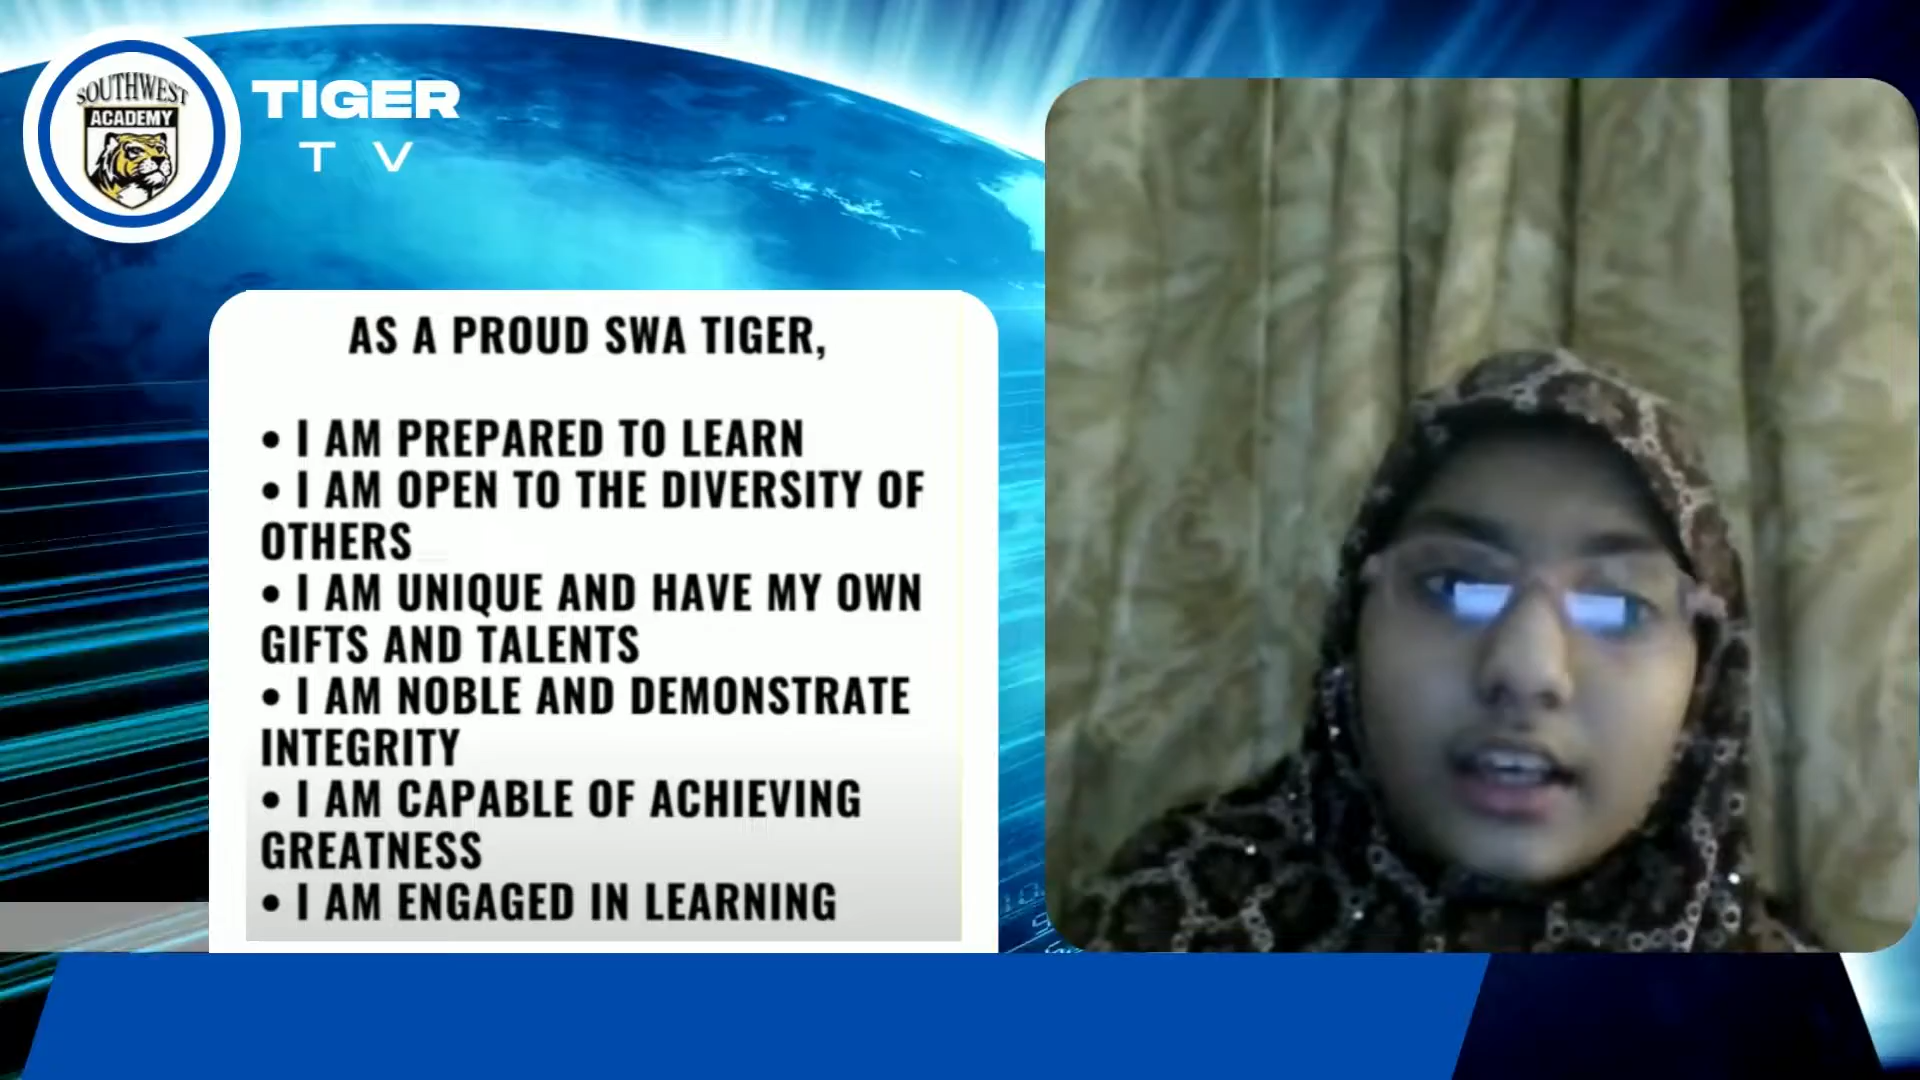 SOUTHWEST
ACADEMY
TIGER
TV
AS A PROUD SWA TIGER,
• I AM PREPARED TO LEARN
• I AM OPEN TO THE DIVERSITY OF
OTHERS
• I AM UNIQUE AND HAVE MY OWN
GIFTS AND TALENTS
• I AM NOBLE AND DEMONSTRATE
INTEGRITY
• I AM CAPABLE OF ACHIEVING
GREATNESS
• I AM ENGAGED IN LEARNING